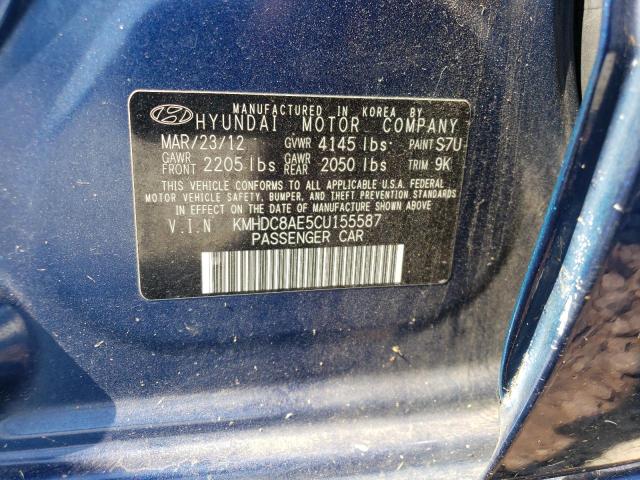 MANUFACTURED IN KOREA BY
HYUNDAI MOTOR COMPANY
MAR/23/12 GVWR 4145 lbs: PAINT S7U
GAWR FRONT 2205 lbs GAWR REAR 2050 lbs TRIM 9K
THIS VEHICLE CONFORMS TO ALL APPLICABLE U.S.A. FEDERAL
MOTOR VEHICLE SAFETY, BUMPER, AND THEFT PREVENTION STANDARDS
IN EFFECT ON THE DATE OF MANUFACTURE SHOWN ABOVE
V.I.N KMHDC8AE5CU155587
PASSENGER CAR